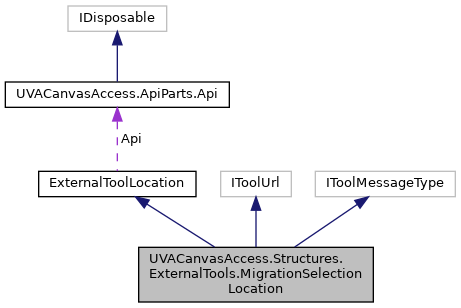 IDisposable
UVACanvasAccess.ApiParts.Api
Api
ExternalToolLocation
IToolUrl
IToolMessageType
UVACanvasAccess.Structures.
ExternalTools.MigrationSelection
Location